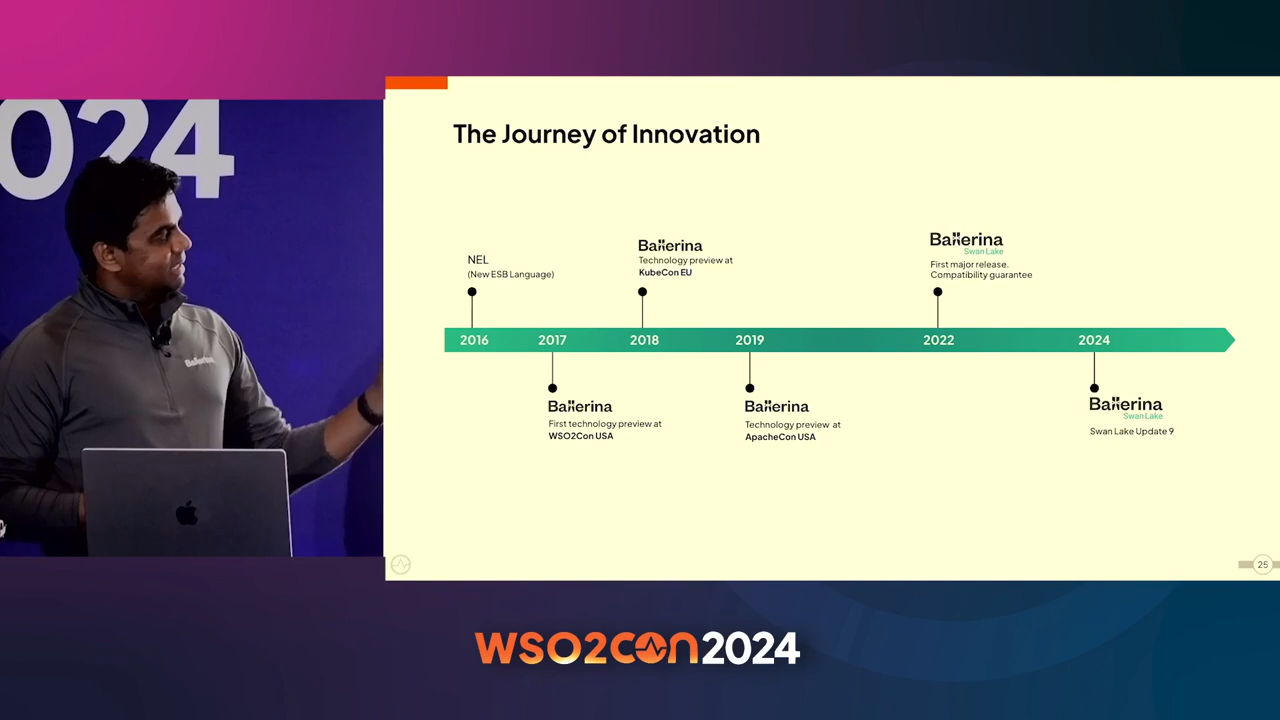 024
Ballerina
The Journey of Innovation
NEL
(New ESB Language)
Ballerina
Technology preview at
KubeCon EU
Ballerina
Swan Lake
First major release.
Compatibility guarantee
2016 2017 2018 2019 2022 2024
Ballerina
First technology preview at
WSO2Con USA
Ballerina
Technology preview at
ApacheCon USA
Ballerina
Swan Lake
Swan Lake Update 9
25
WSO2CON2024